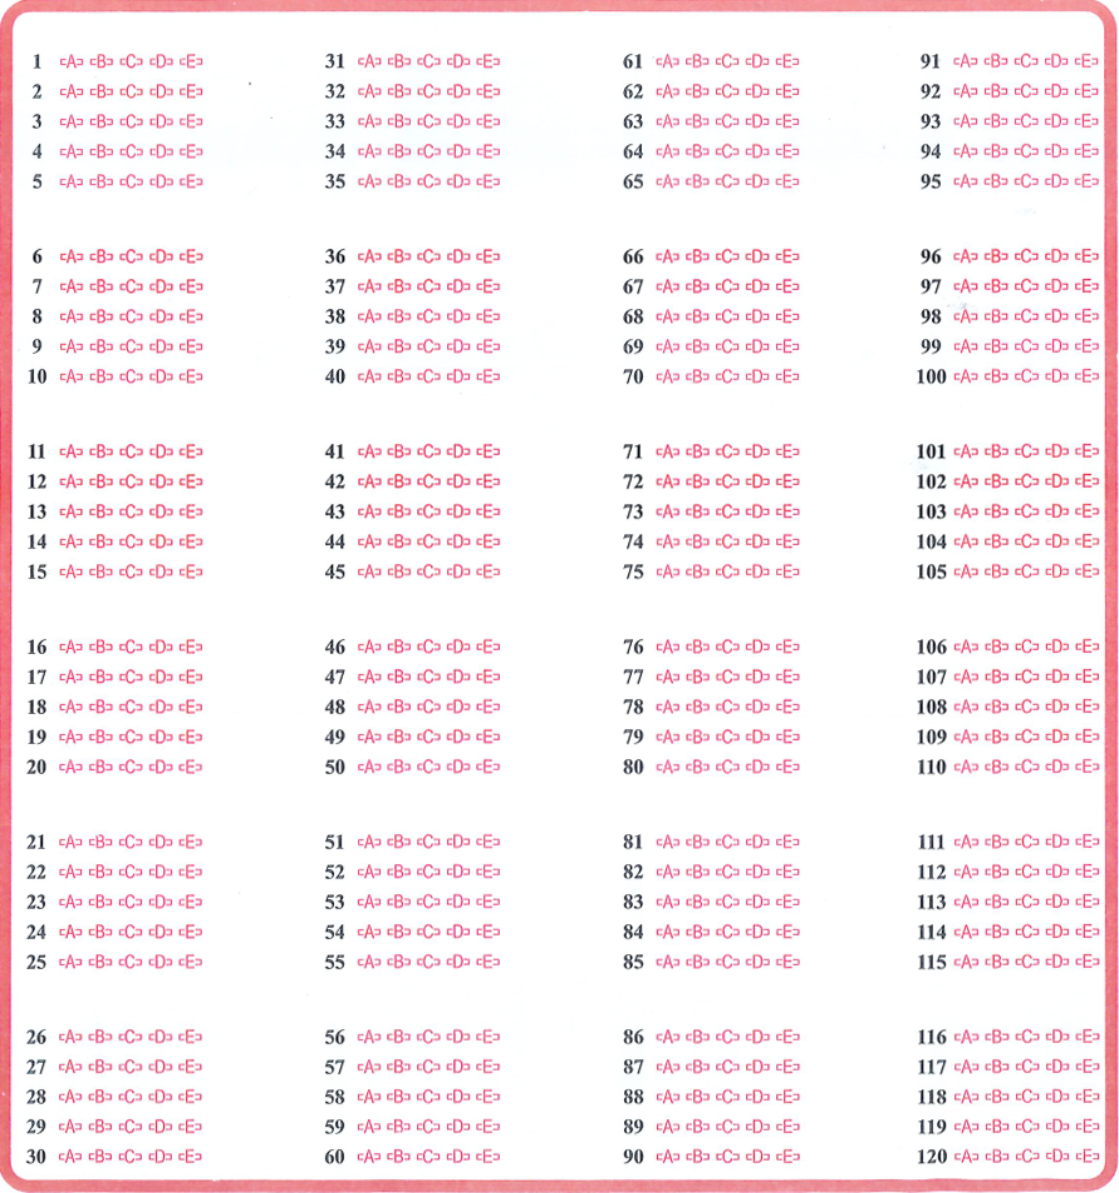 1 [A] [B] [C] [D] [E]
2 [A] [B] [C] [D] [E]
3 [A] [B] [C] [D] [E]
4 [A] [B] [C] [D] [E]
5 [A] [B] [C] [D] [E]
6 [A] [B] [C] [D] [E]
7 [A] [B] [C] [D] [E]
8 [A] [B] [C] [D] [E]
9 [A] [B] [C] [D] [E]
10 [A] [B] [C] [D] [E]
11 [A] [B] [C] [D] [E]
12 [A] [B] [C] [D] [E]
13 [A] [B] [C] [D] [E]
14 [A] [B] [C] [D] [E]
15 [A] [B] [C] [D] [E]
16 [A] [B] [C] [D] [E]
17 [A] [B] [C] [D] [E]
18 [A] [B] [C] [D] [E]
19 [A] [B] [C] [D] [E]
20 [A] [B] [C] [D] [E]
21 [A] [B] [C] [D] [E]
22 [A] [B] [C] [D] [E]
23 [A] [B] [C] [D] [E]
24 [A] [B] [C] [D] [E]
25 [A] [B] [C] [D] [E]
26 [A] [B] [C] [D] [E]
27 [A] [B] [C] [D] [E]
28 [A] [B] [C] [D] [E]
29 [A] [B] [C] [D] [E]
30 [A] [B] [C] [D] [E]
31 [A] [B] [C] [D] [E]
32 [A] [B] [C] [D] [E]
33 [A] [B] [C] [D] [E]
34 [A] [B] [C] [D] [E]
35 [A] [B] [C] [D] [E]
36 [A] [B] [C] [D] [E]
37 [A] [B] [C] [D] [E]
38 [A] [B] [C] [D] [E]
39 [A] [B] [C] [D] [E]
40 [A] [B] [C] [D] [E]
41 [A] [B] [C] [D] [E]
42 [A] [B] [C] [D] [E]
43 [A] [B] [C] [D] [E]
44 [A] [B] [C] [D] [E]
45 [A] [B] [C] [D] [E]
46 [A] [B] [C] [D] [E]
47 [A] [B] [C] [D] [E]
48 [A] [B] [C] [D] [E]
49 [A] [B] [C] [D] [E]
50 [A] [B] [C] [D] [E]
51 [A] [B] [C] [D] [E]
52 [A] [B] [C] [D] [E]
53 [A] [B] [C] [D] [E]
54 [A] [B] [C] [D] [E]
55 [A] [B] [C] [D] [E]
56 [A] [B] [C] [D] [E]
57 [A] [B] [C] [D] [E]
58 [A] [B] [C] [D] [E]
59 [A] [B] [C] [D] [E]
60 [A] [B] [C] [D] [E]
61 [A] [B] [C] [D] [E]
62 [A] [B] [C] [D] [E]
63 [A] [B] [C] [D] [E]
64 [A] [B] [C] [D] [E]
65 [A] [B] [C] [D] [E]
66 [A] [B] [C] [D] [E]
67 [A] [B] [C] [D] [E]
68 [A] [B] [C] [D] [E]
69 [A] [B] [C] [D] [E]
70 [A] [B] [C] [D] [E]
71 [A] [B] [C] [D] [E]
72 [A] [B] [C] [D] [E]
73 [A] [B] [C] [D] [E]
74 [A] [B] [C] [D] [E]
75 [A] [B] [C] [D] [E]
76 [A] [B] [C] [D] [E]
77 [A] [B] [C] [D] [E]
78 [A] [B] [C] [D] [E]
79 [A] [B] [C] [D] [E]
80 [A] [B] [C] [D] [E]
81 [A] [B] [C] [D] [E]
82 [A] [B] [C] [D] [E]
83 [A] [B] [C] [D] [E]
84 [A] [B] [C] [D] [E]
85 [A] [B] [C] [D] [E]
86 [A] [B] [C] [D] [E]
87 [A] [B] [C] [D] [E]
88 [A] [B] [C] [D] [E]
89 [A] [B] [C] [D] [E]
90 [A] [B] [C] [D] [E]
91 [A] [B] [C] [D] [E]
92 [A] [B] [C] [D] [E]
93 [A] [B] [C] [D] [E]
94 [A] [B] [C] [D] [E]
95 [A] [B] [C] [D] [E]
96 [A] [B] [C] [D] [E]
97 [A] [B] [C] [D] [E]
98 [A] [B] [C] [D] [E]
99 [A] [B] [C] [D] [E]
100 [A] [B] [C] [D] [E]
101 [A] [B] [C] [D] [E]
102 [A] [B] [C] [D] [E]
103 [A] [B] [C] [D] [E]
104 [A] [B] [C] [D] [E]
105 [A] [B] [C] [D] [E]
106 [A] [B] [C] [D] [E]
107 [A] [B] [C] [D] [E]
108 [A] [B] [C] [D] [E]
109 [A] [B] [C] [D] [E]
110 [A] [B] [C] [D] [E]
111 [A] [B] [C] [D] [E]
112 [A] [B] [C] [D] [E]
113 [A] [B] [C] [D] [E]
114 [A] [B] [C] [D] [E]
115 [A] [B] [C] [D] [E]
116 [A] [B] [C] [D] [E]
117 [A] [B] [C] [D] [E]
118 [A] [B] [C] [D] [E]
119 [A] [B] [C] [D] [E]
120 [A] [B] [C] [D] [E]